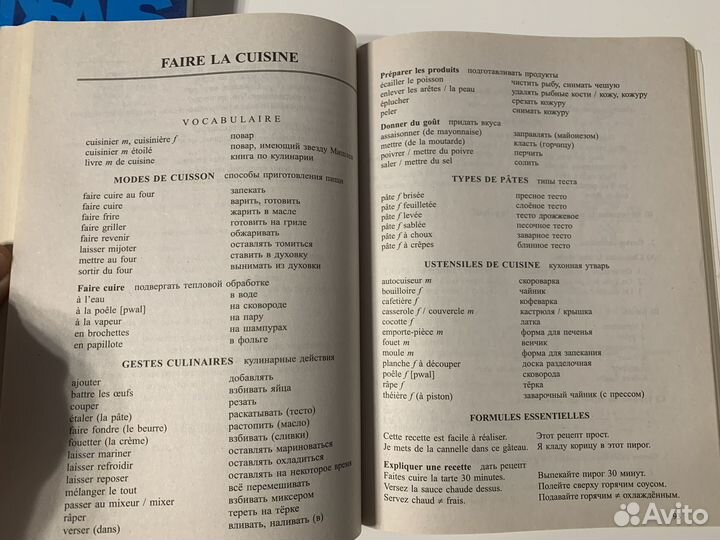 FAIRE LA CUISINE
VOCABULAIRE
cuisinier m, cuisinière f повар
cuisinier m étoilé повар, имеющий звезду
livre m de cuisine книга по кулинарии
MODES DE CUISSON способы приготовления пищи
faire cuire au four запекать
faire cuire варить, готовить
faire frire жарить в масле
faire griller готовить на гриле
faire revenir обжаривать
laisser mijoter оставлять томиться
mettre au four ставить в духовку
sortir du four вынимать из духовки
Faire cuire подвергать тепловой обработке
à l'eau в воде
à la poêle [pwal] на сковороде
à la vapeur на пару
en brochettes на шампурах
en papillote в фольге
GESTES CULINAIRES кулинарные действия
ajouter добавлять
battre les œufs взбивать яйца
couper резать
étaler (la pâte) раскатывать (тесто)
faire fondre (le beurre) растопить (масло)
fouetter (la crème) взбивать (сливки)
laisser mariner оставлять мариноваться
laisser refroidir оставлять охладиться
laisser reposer оставлять на некоторое время
mélanger le tout всё перемешивать
passer au mixeur / mixer взбивать миксером
râper тереть на тёрке
verser (dans) вливать, наливать (в)
Préparer les produits подготавливать продукты
écailler le poisson чистить рыбу, снимать чешую
enlever les arêtes / la peau удалять рыбные кости / кожу, кожуру
éplucher срезать кожуру
peler снимать кожуру
Donner du goût придать вкуса
assaisonner (de mayonnaise) заправлять (майонезом)
mettre (de la moutarde) класть (горчицу)
poivrer / mettre du poivre перчить
saler / mettre du sel солить
TYPES DE PÂTES типы теста
pâte f brisée пресное тесто
pâte f feuilletée слоёное тесто
pâte f levée тесто дрожжевое
pâte f sablée песочное тесто
pâte f à choux заварное тесто
pâte f à crêpes блинное тесто
USTENSILES DE CUISINE кухонная утварь
autocuiseur m скороварка
bouilloire f чайник
cafetière f кофеварка
casserole f / couvercle m кастрюля / крышка
cocotte f латка
emporte-pièce m форма для печенья
fouet m венчик
moule m форма для запекания
planche f à découper доска разделочная
poêle f [pwal] сковорода
râpe f тёрка
théière f (à piston) заварочный чайник (с прессом)
FORMULES ESSENTIELLES
Cette recette est facile à réaliser. Этот рецепт прост.
Je mets de la cannelle dans ce gâteau. Я кладу корицу в этот пирог.
Expliquer une recette дать рецепт
Faites cuire la tarte 30 minutes. Выпекайте пирог 30 минут.
Versez la sauce chaude dessus. Полейте сверху горячим соусом.
Servez chaud ≠ frais. Подавайте горячим ≠ охлаждённым.
Avito